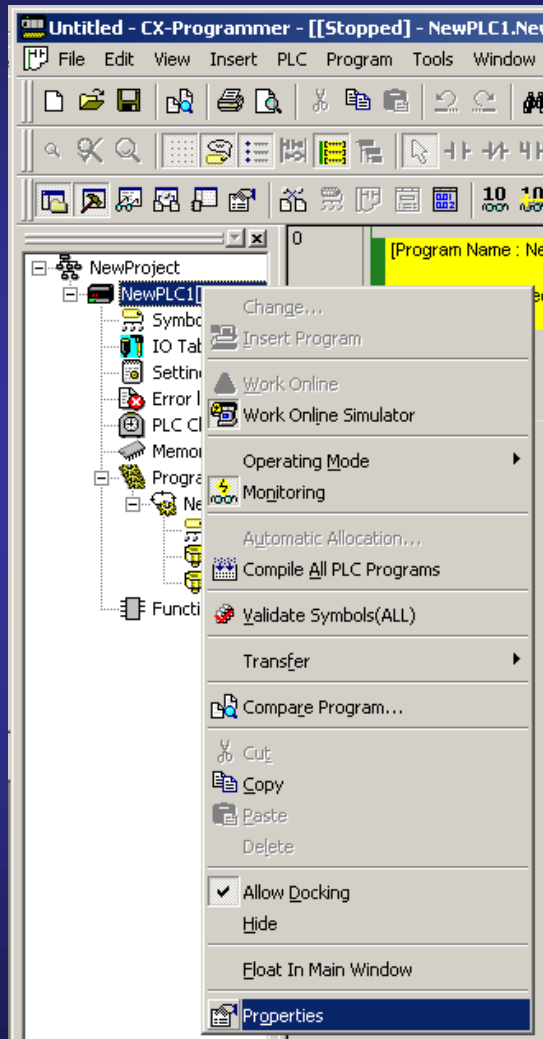 Untitled - CX-Programmer - [[Stopped] - NewPLC1.Ne
File Edit View Insert PLC Program Tools Window
10 10
0
[Program Name : Ne
NewProject
NewPLC1[
Symbo
IO Tab
Settin
Error l
PLC Cl
Memor
Progra
Ne
Functi
Change...
Insert Program
Work Online
Work Online Simulator
Operating Mode
Monitoring
Automatic Allocation...
Compile All PLC Programs
Validate Symbols(ALL)
Transfer
Compare Program...
Cut
Copy
Paste
Delete
Allow Docking
Hide
Float In Main Window
Properties